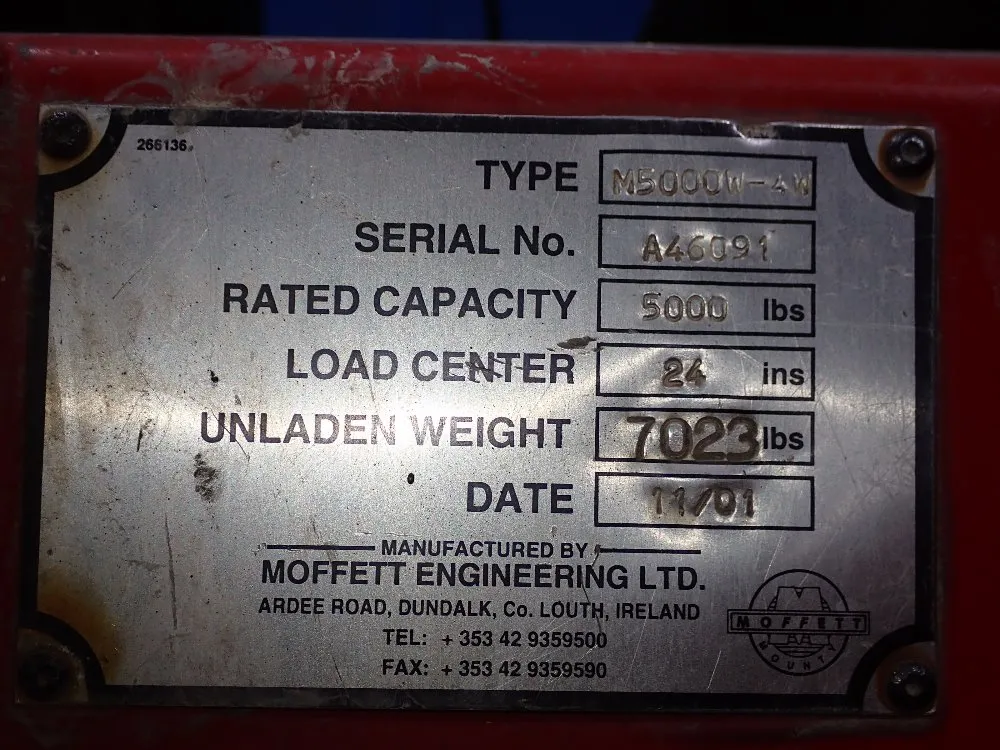 266136
TYPE M5000W-4W
SERIAL No. A46091
RATED CAPACITY 5000 lbs
LOAD CENTER 24 ins
UNLADEN WEIGHT 7023 lbs
DATE 11/01
MANUFACTURED BY
MOFFETT ENGINEERING LTD.
ARDEE ROAD, DUNDALK, Co. LOUTH, IRELAND
TEL: + 353 42 9359500
FAX: + 353 42 9359590
M
MOFFETT
MOUNTY